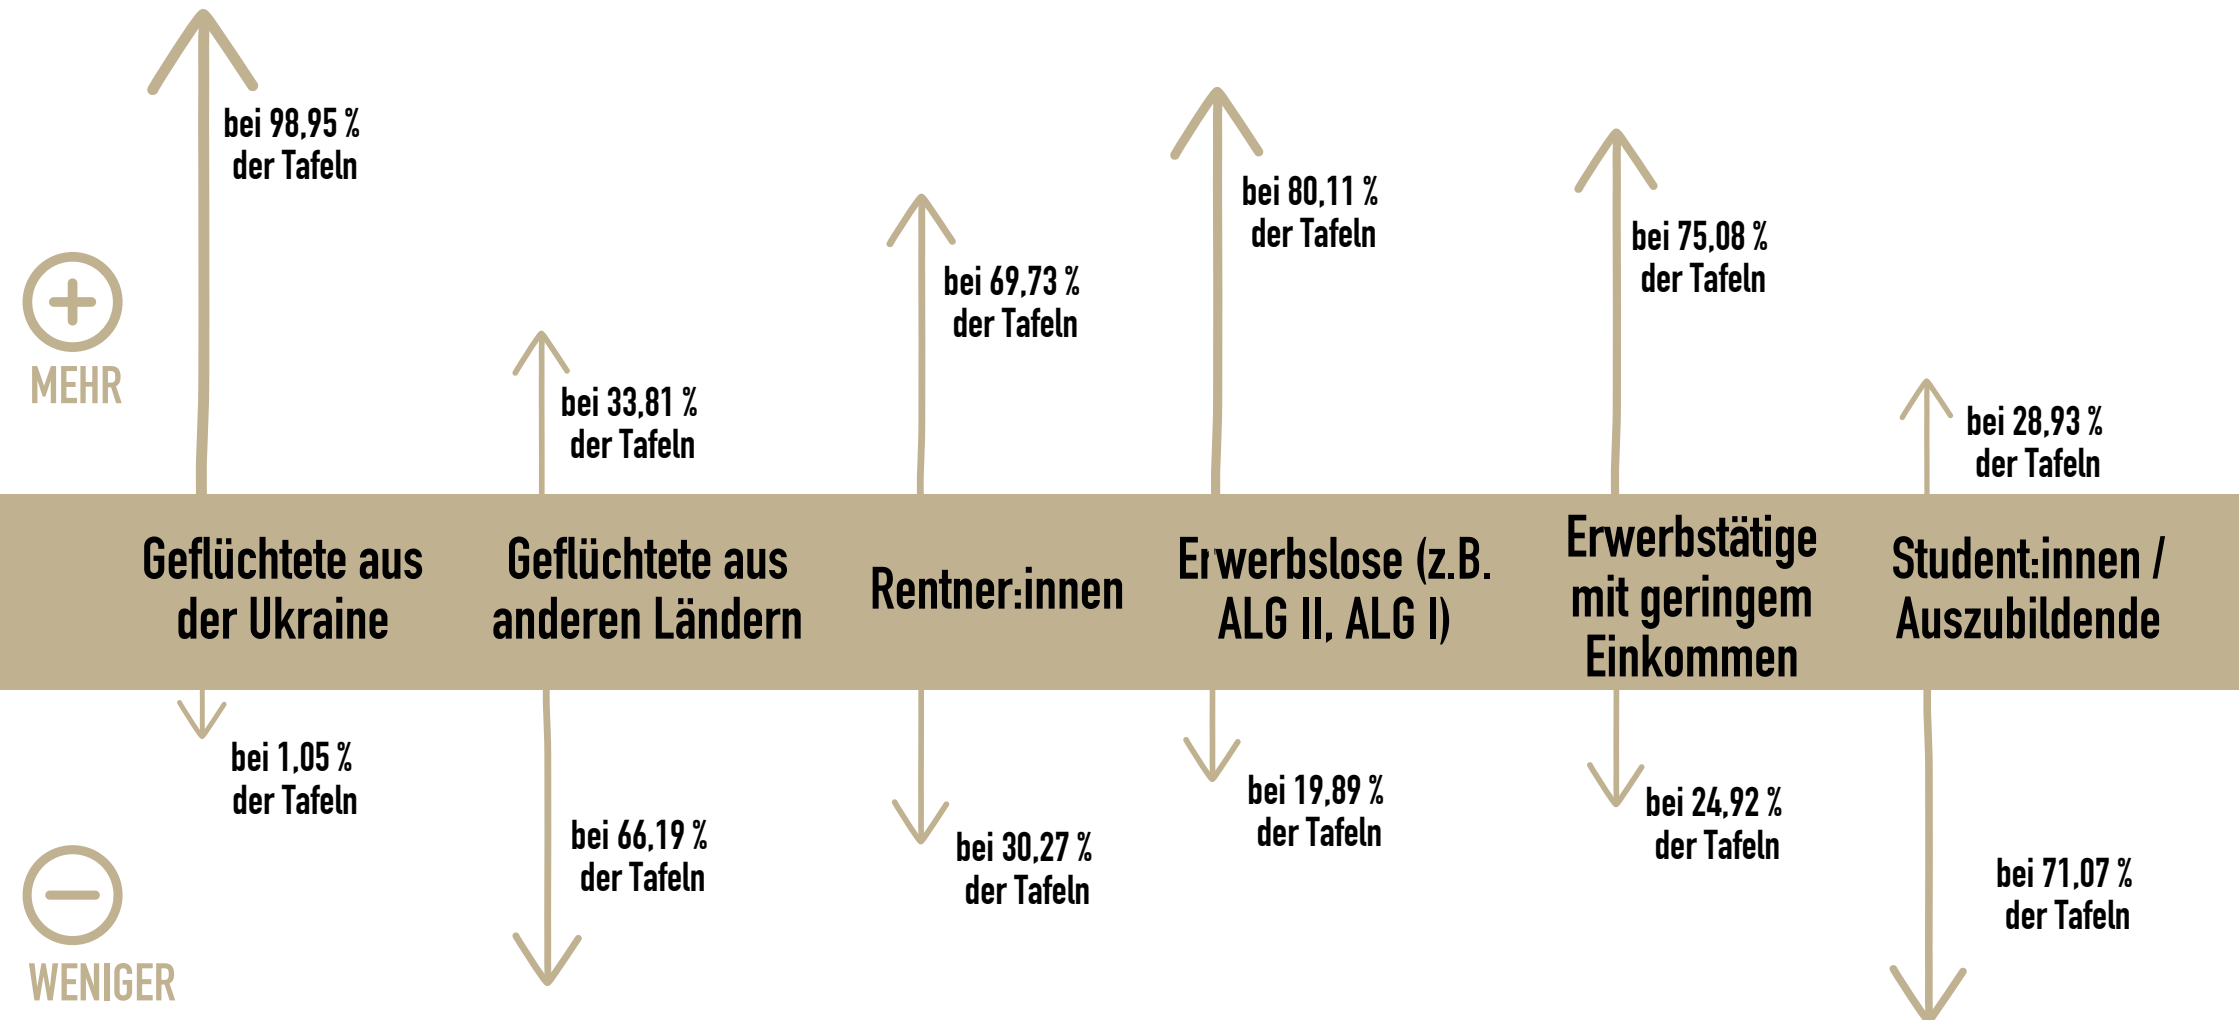 bei 98,95 %
der Tafeln
bei 33,81 %
der Tafeln
bei 69,73 %
der Tafeln
bei 80,11 %
der Tafeln
bei 75,08 %
der Tafeln
bei 28,93 %
der Tafeln
MEHR
Geflüchtete aus
der Ukraine
Geflüchtete aus
anderen Ländern
Rentner:innen
Erwerbslose (z.B.
ALG II, ALG I)
Erwerbstätige
mit geringem
Einkommen
Student:innen /
Auszubildende
bei 1,05 %
der Tafeln
bei 66,19 %
der Tafeln
bei 30,27 %
der Tafeln
bei 19,89 %
der Tafeln
bei 24,92 %
der Tafeln
bei 71,07 %
der Tafeln
WENIGER